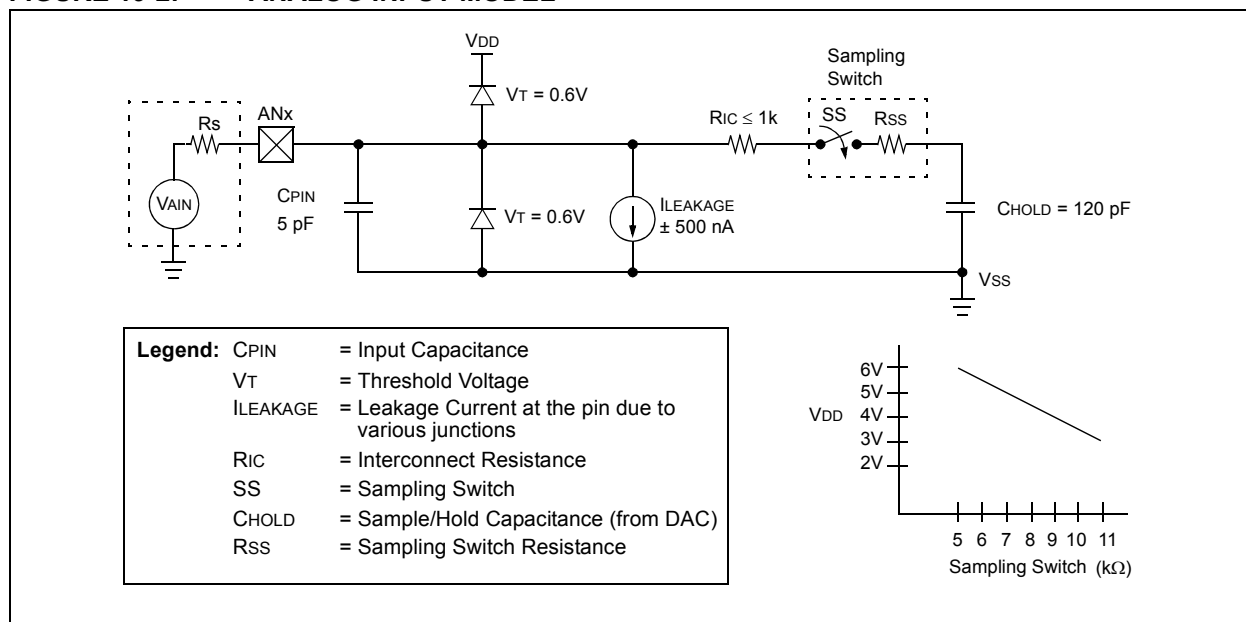 VDD
Sampling
Switch
VT = 0.6V
ANx
RIC ≤ 1k
SS
RSS
Rs
CPIN
5 pF
VAIN
VT = 0.6V
ILEAKAGE
± 500 nA
CHOLD = 120 pF
VSS
Legend: CPIN = Input Capacitance
VT = Threshold Voltage
ILEAKAGE = Leakage Current at the pin due to
various junctions
RIC = Interconnect Resistance
SS = Sampling Switch
CHOLD = Sample/Hold Capacitance (from DAC)
RSS = Sampling Switch Resistance
6V
5V
VDD 4V
3V
2V
5 6 7 8 9 10 11
Sampling Switch (kΩ)